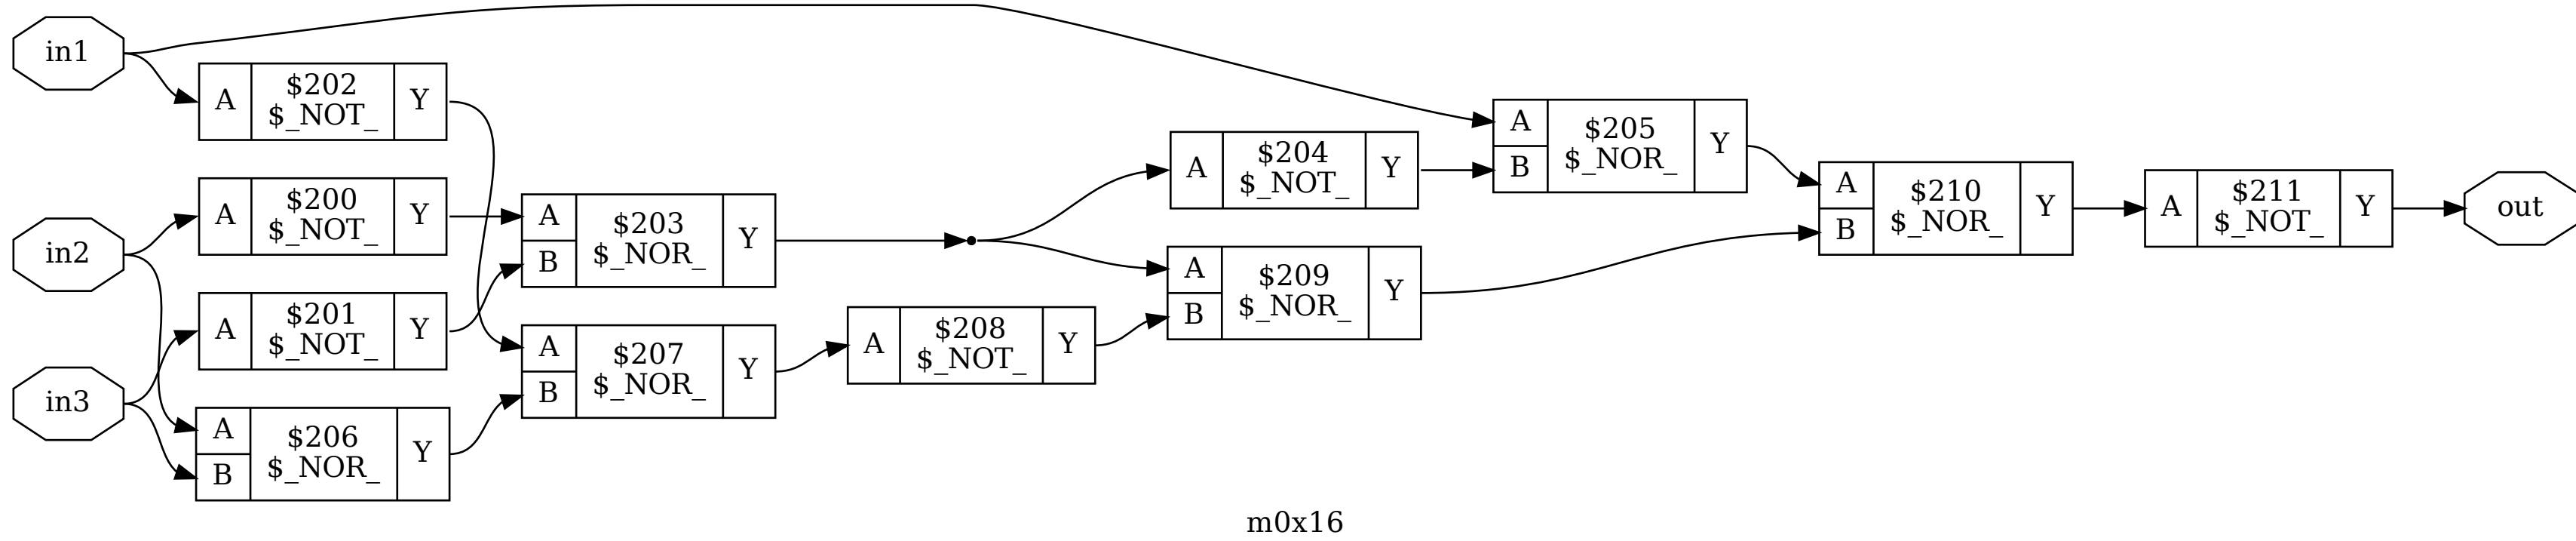 in1
A $202 Y
$_NOT_
in2
A $200 Y
$_NOT_
in3
A $201 Y
$_NOT_
A $206 Y
B $_NOR_
A $203 Y
B $_NOR_
A $207 Y
B $_NOR_
A $208 Y
$_NOT_
A $204 Y
$_NOT_
A $209 Y
B $_NOR_
A $205 Y
B $_NOR_
A $210 Y
B $_NOR_
A $211 Y
$_NOT_
out
m0x16